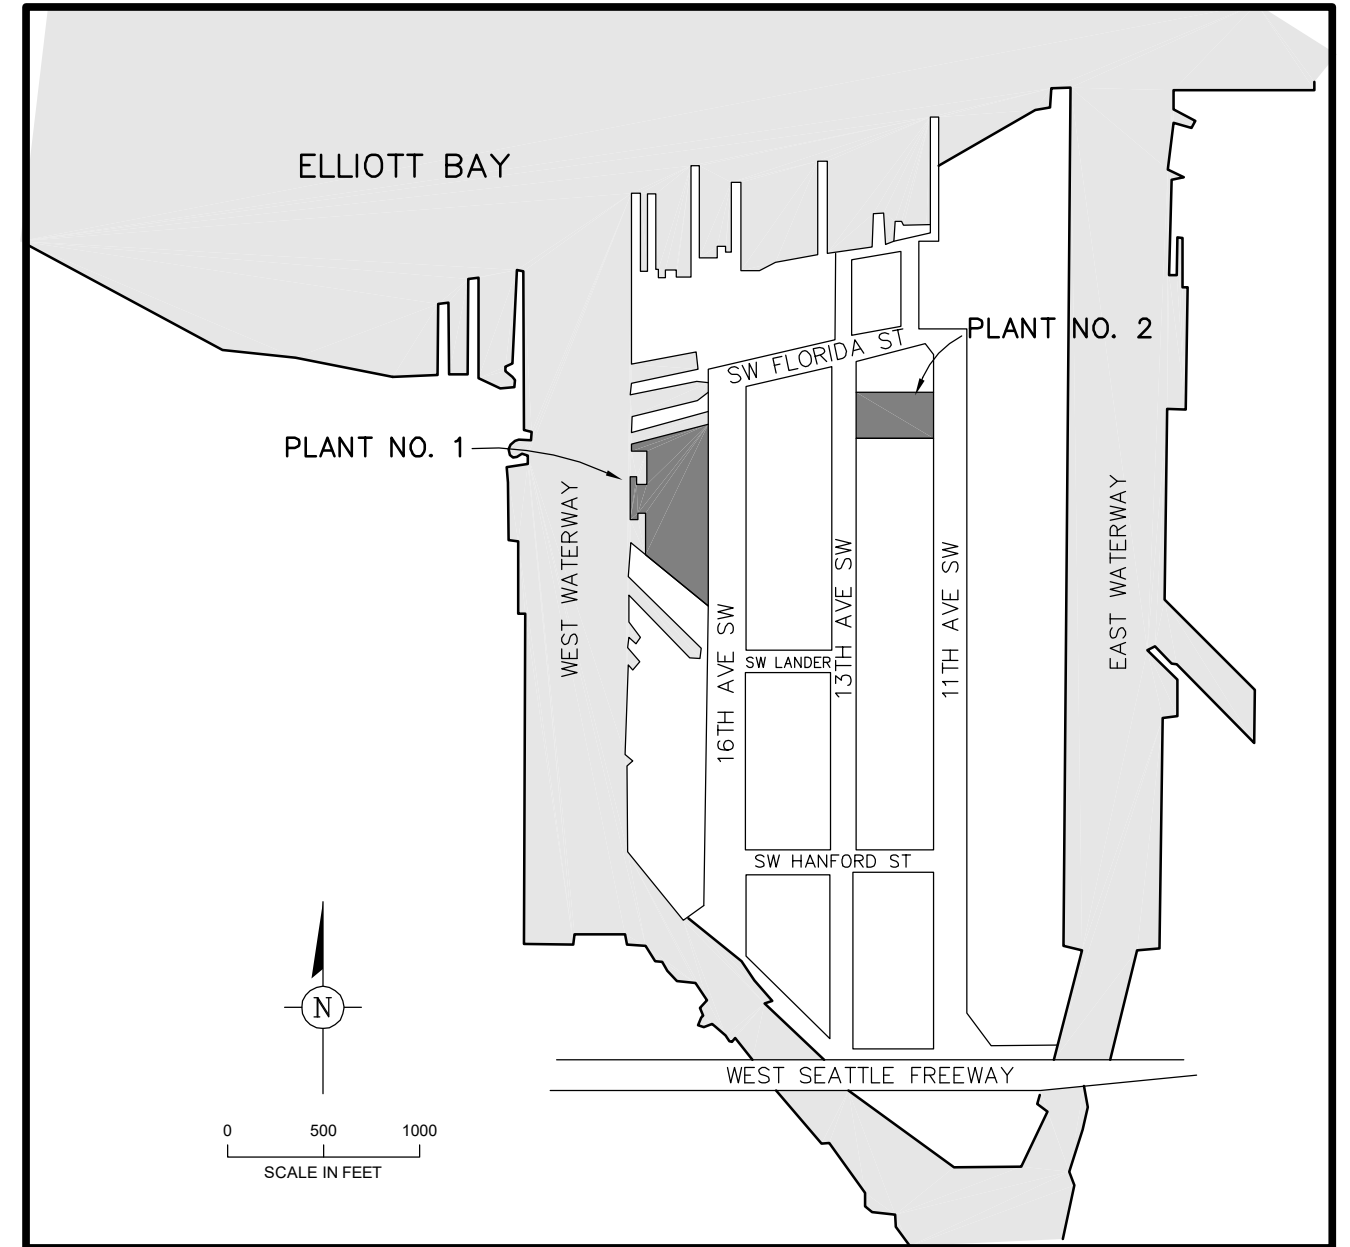 ELLIOTT BAY
PLANT NO. 2
SW FLORIDA ST
PLANT NO. 1
WEST WATERWAY
EAST WATERWAY
16TH AVE SW
13TH AVE SW
11TH AVE SW
SW LANDER
SW HANFORD ST
N
WEST SEATTLE FREEWAY
0 500 1000
SCALE IN FEET